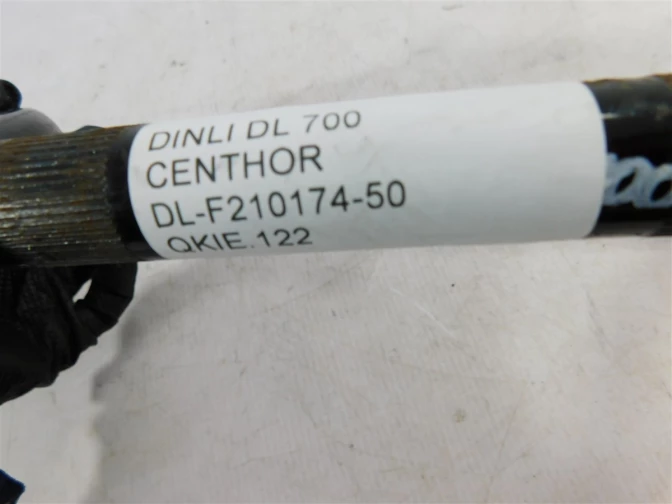 DINLI DL 700
CENTHOR
DL-F210174-50
QKIE.122